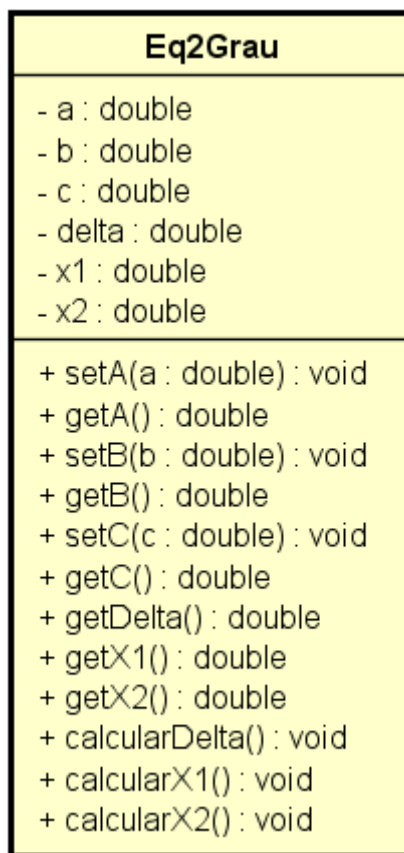 Eq2Grau
- a : double
- b : double
- c : double
- delta : double
- x1 : double
- x2 : double
+ setA(a : double) : void
+ getA() : double
+ setB(b : double) : void
+ getB() : double
+ setC(c : double) : void
+ getC() : double
+ getDelta() : double
+ getX1() : double
+ getX2() : double
+ calcularDelta() : void
+ calcularX1() : void
+ calcularX2() : void